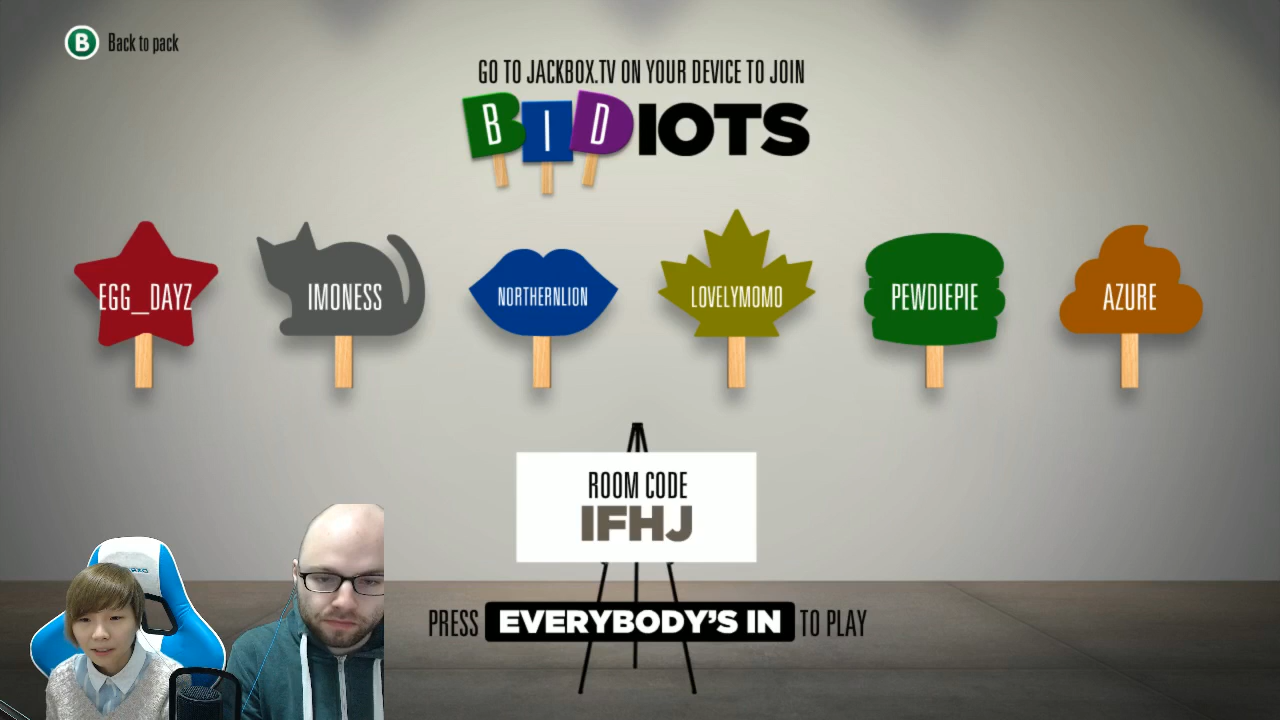 B Back to pack
GO TO JACKBOX.TV ON YOUR DEVICE TO JOIN
BIDIOTS
EGG_DAYZ
IMONESS
NORTHERNLION
LOVELYMOMO
PEWDIEPIE
AZURE
ROOM CODE
IFHJ
PRESS EVERYBODY'S IN TO PLAY